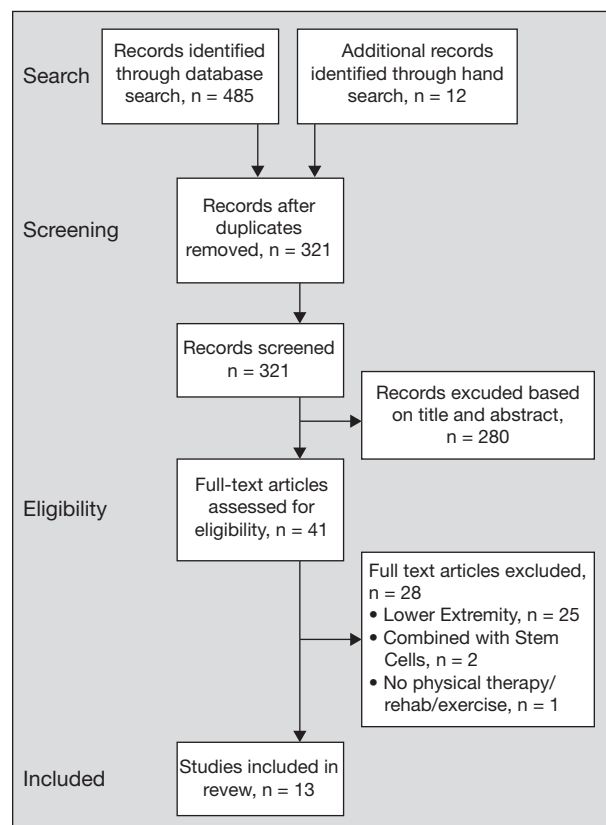 Search
Records identified
through database
search, n = 485
Additional records
identified through hand
search, n = 12
Screening
Records after
duplicates
removed, n = 321
Records screened
n = 321
Records excuded based
on title and abstract,
n = 280
Eligibility
Full-text articles
assessed for
eligibility, n = 41
Full text articles excluded,
n = 28
• Lower Extremity, n = 25
• Combined with Stem
Cells, n = 2
• No physical therapy/
rehab/exercise, n = 1
Included
Studies included in
revew, n = 13